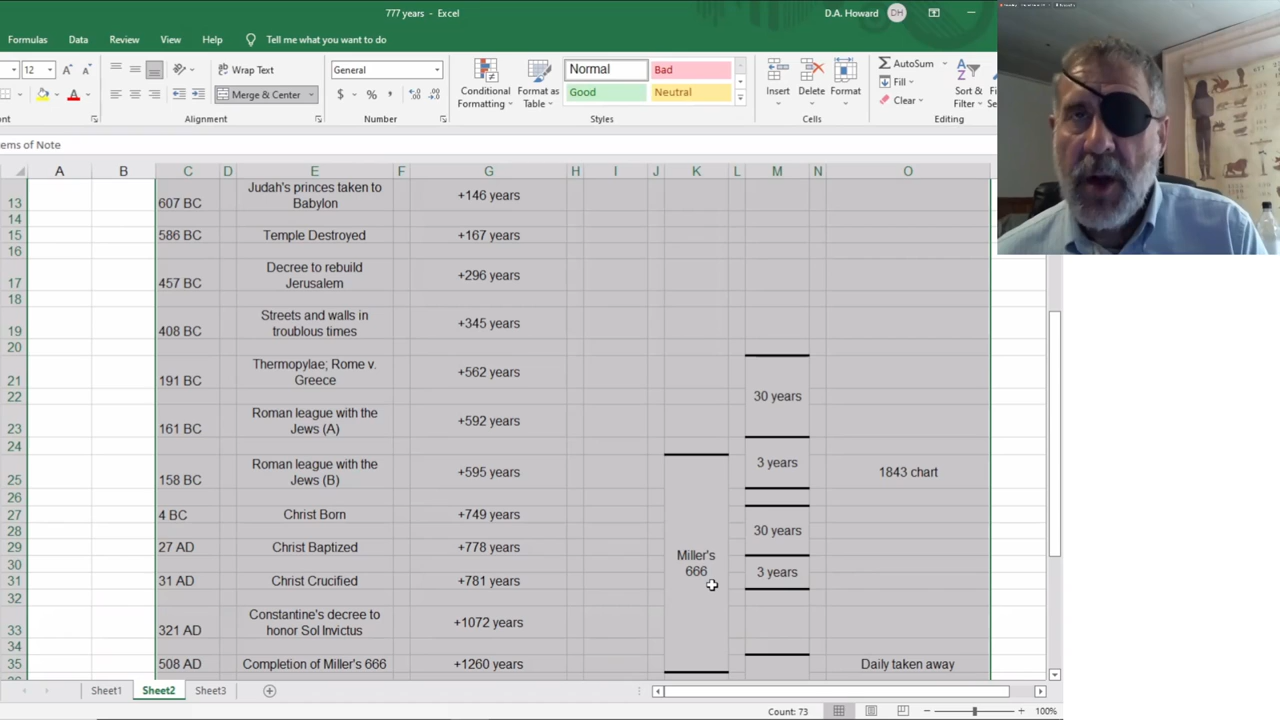 777 years - Excel
D.A. Howard
DH
Formulas
Data
Review
View
Help
Tell me what you want to do
12
Wrap Text
Merge & Center
Alignment
General
Number
Conditional
Formatting
Format as
Table
Normal
Bad
Good
Neutral
Styles
Insert
Delete
Format
Cells
AutoSum
Fill
Clear
Sort &
Filter
Editing
ems of Note
A B C D E F G H I J K L M N O
13 607 BC Judah's princes taken to
Babylon +146 years
14
15 586 BC Temple Destroyed +167 years
16
17 457 BC Decree to rebuild
Jerusalem +296 years
18
19 408 BC Streets and walls in
troublous times +345 years
20
21 191 BC Thermopylae; Rome v.
Greece +562 years
22 30 years
23 161 BC Roman league with the
Jews (A) +592 years
24
25 158 BC Roman league with the
Jews (B) +595 years 3 years 1843 chart
26
27 4 BC Christ Born +749 years
28 30 years
29 27 AD Christ Baptized +778 years
Miller's
666
30
31 31 AD Christ Crucified +781 years 3 years
32
33 321 AD Constantine's decree to
honor Sol Invictus +1072 years
34
35 508 AD Completion of Miller's 666 +1260 years Daily taken away
Sheet1
Sheet2
Sheet3
Count: 73
100%